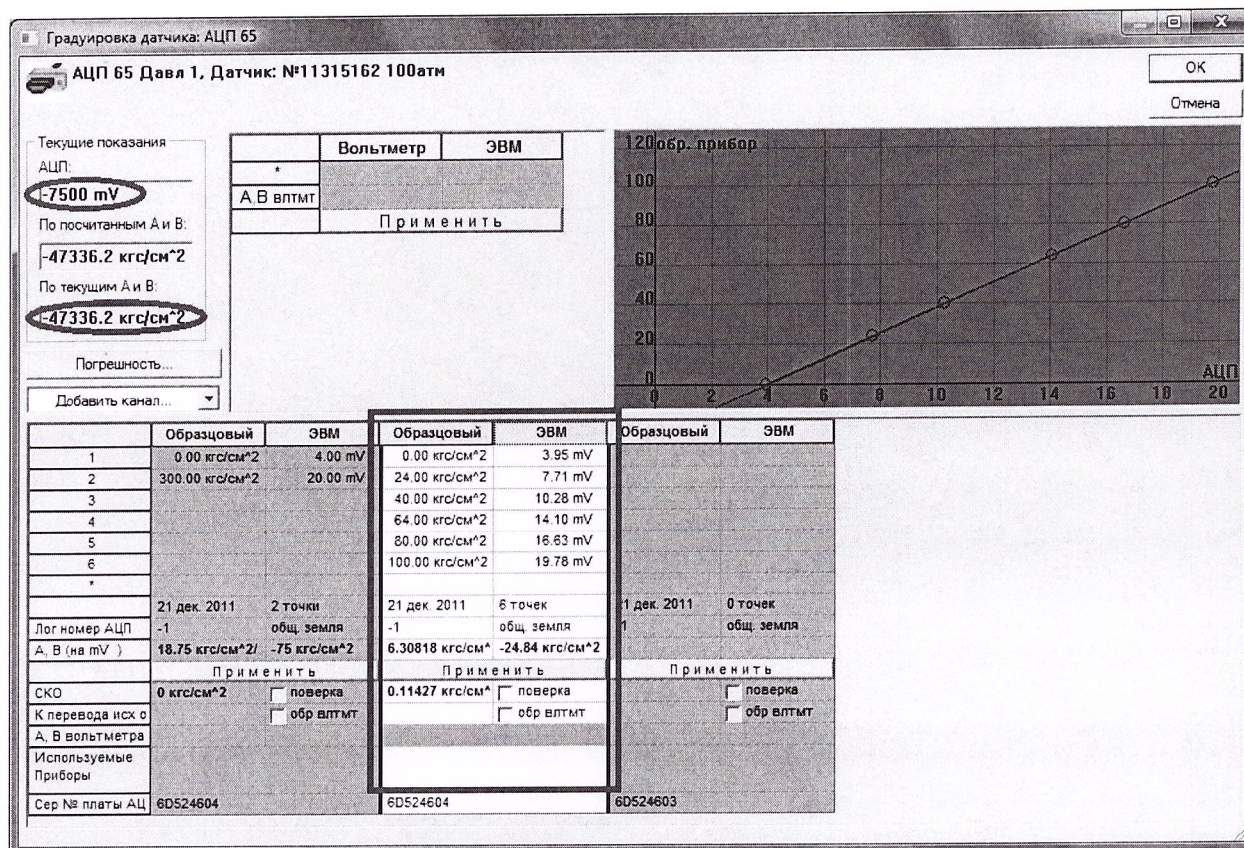 Градуировка датчика: АЦП 65
АЦП 65 Давл 1, Датчик: №11315162 100атм
OK
Отмена
Текущие показания
АЦП:
-7500 mV
По посчитанным А и В:
-47336.2 кгс/см^2
По текущим А и В:
-47336.2 кгс/см^2
Погрешность...
Добавить канал...
Вольтметр ЭВМ
*
А,В влтмт
Применить
120 обр. прибор
100
80
60
40
20
0
АЦП
0 2 4 6 8 10 12 14 16 18 20
Образцовый ЭВМ Образцовый ЭВМ Образцовый ЭВМ
1 0.00 кгс/см^2 4.00 mV 0.00 кгс/см^2 3.95 mV
2 300.00 кгс/см^2 20.00 mV 24.00 кгс/см^2 7.71 mV
3 40.00 кгс/см^2 10.28 mV
4 64.00 кгс/см^2 14.10 mV
5 80.00 кгс/см^2 16.63 mV
6 100.00 кгс/см^2 19.78 mV
*
21 дек. 2011 2 точки 21 дек. 2011 6 точек 1 дек. 2011 0 точек
Лог номер АЦП -1 общ. земля -1 общ. земля 1 общ. земля
А, В (на mV ) 18.75 кгс/см^2/ -75 кгс/см^2 6.30818 кгс/см^ -24.84 кгс/см^2
Применить Применить Применить
СКО 0 кгс/см^2 поверка 0.11427 кгс/см^ поверка поверка
К перевода исх о обр влтмт обр влтмт обр влтмт
А, В вольтметра
Используемые
Приборы
Сер № платы АЦ 6D524604 6D524604 6D524603